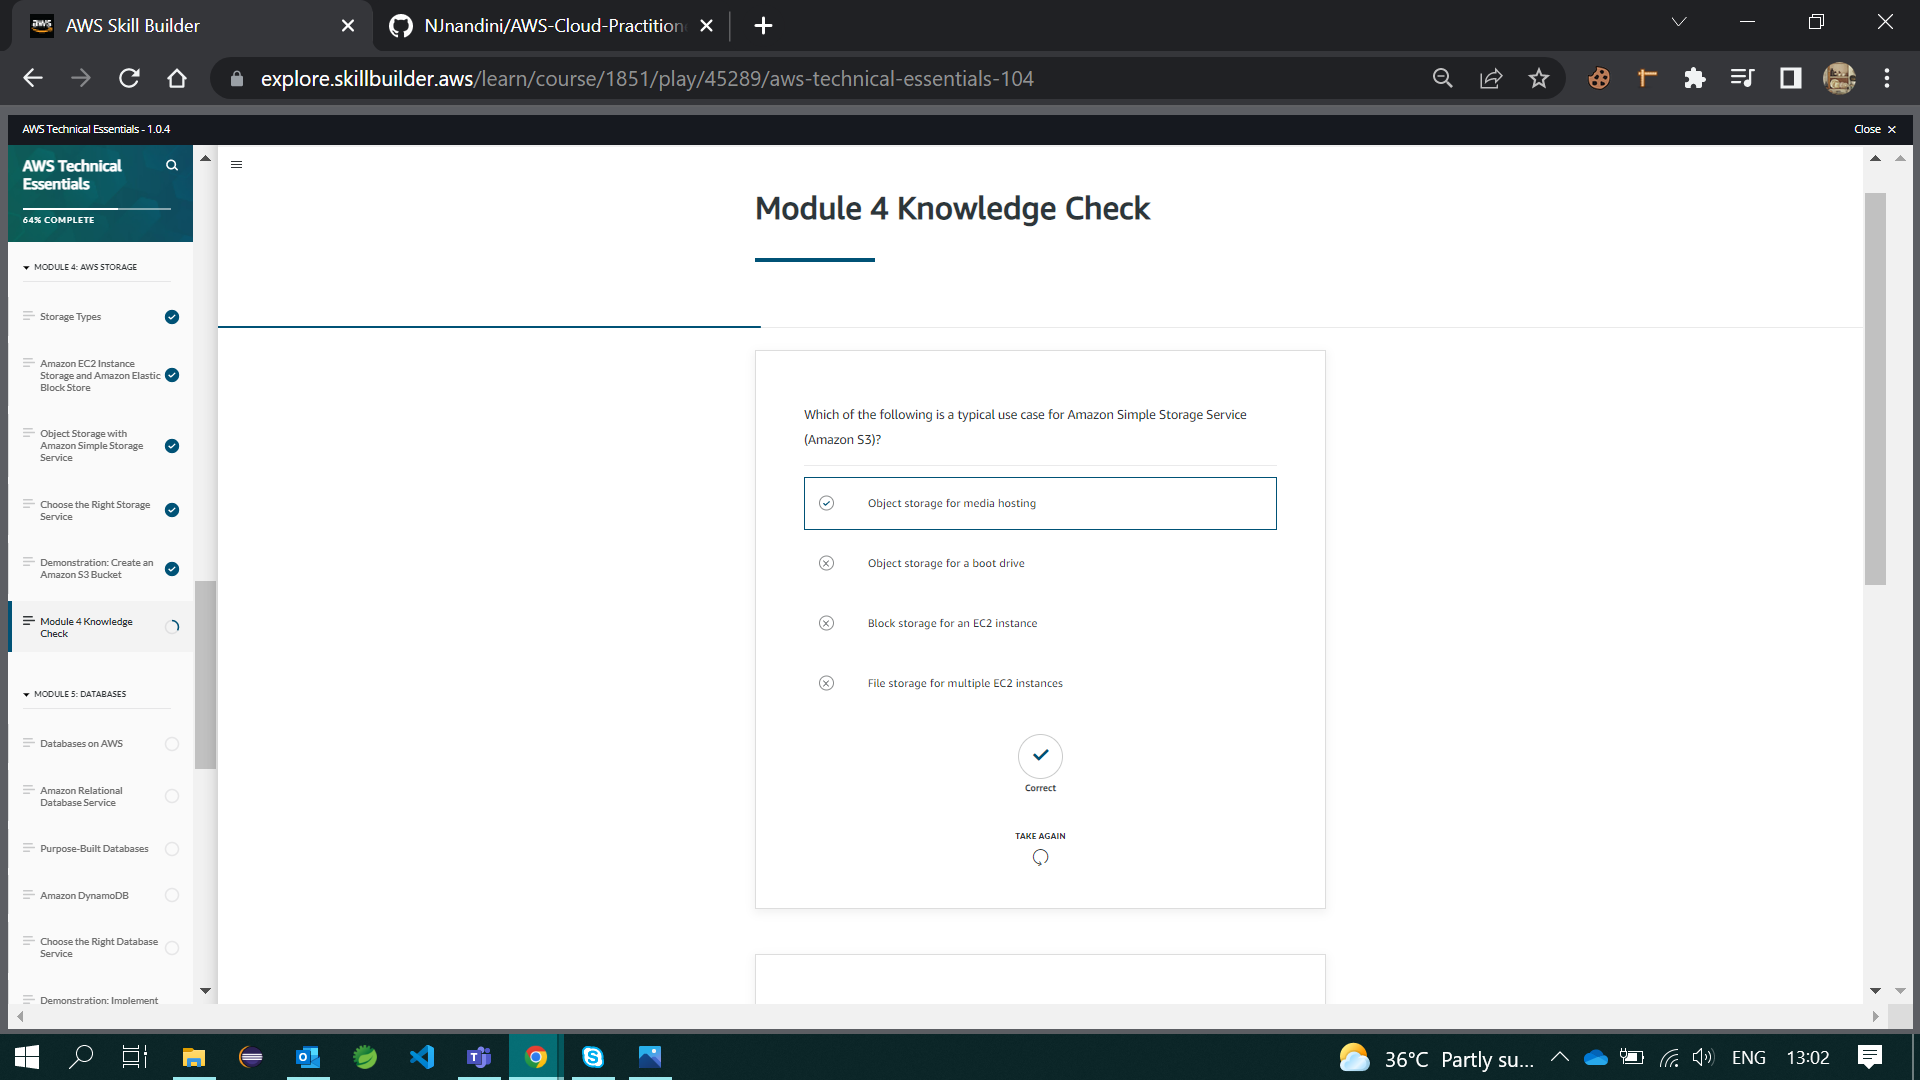 AWS Skill Builder
NJnandini/AWS-Cloud-Practition
explore.skillbuilder.aws/learn/course/1851/play/45289/aws-technical-essentials-104
AWS Technical Essentials - 1.0.4
Close
AWS Technical
Essentials
64% COMPLETE
MODULE 4: AWS STORAGE
Storage Types
Amazon EC2 Instance
Storage and Amazon Elastic
Block Store
Object Storage with
Amazon Simple Storage
Service
Choose the Right Storage
Service
Demonstration: Create an
Amazon S3 Bucket
Module 4 Knowledge
Check
MODULE 5: DATABASES
Databases on AWS
Amazon Relational
Database Service
Purpose-Built Databases
Amazon DynamoDB
Choose the Right Database
Service
Demonstration: Implement
Module 4 Knowledge Check
Which of the following is a typical use case for Amazon Simple Storage Service
(Amazon S3)?
Object storage for media hosting
Object storage for a boot drive
Block storage for an EC2 instance
File storage for multiple EC2 instances
Correct
TAKE AGAIN
36°C Partly su...
ENG
13:02